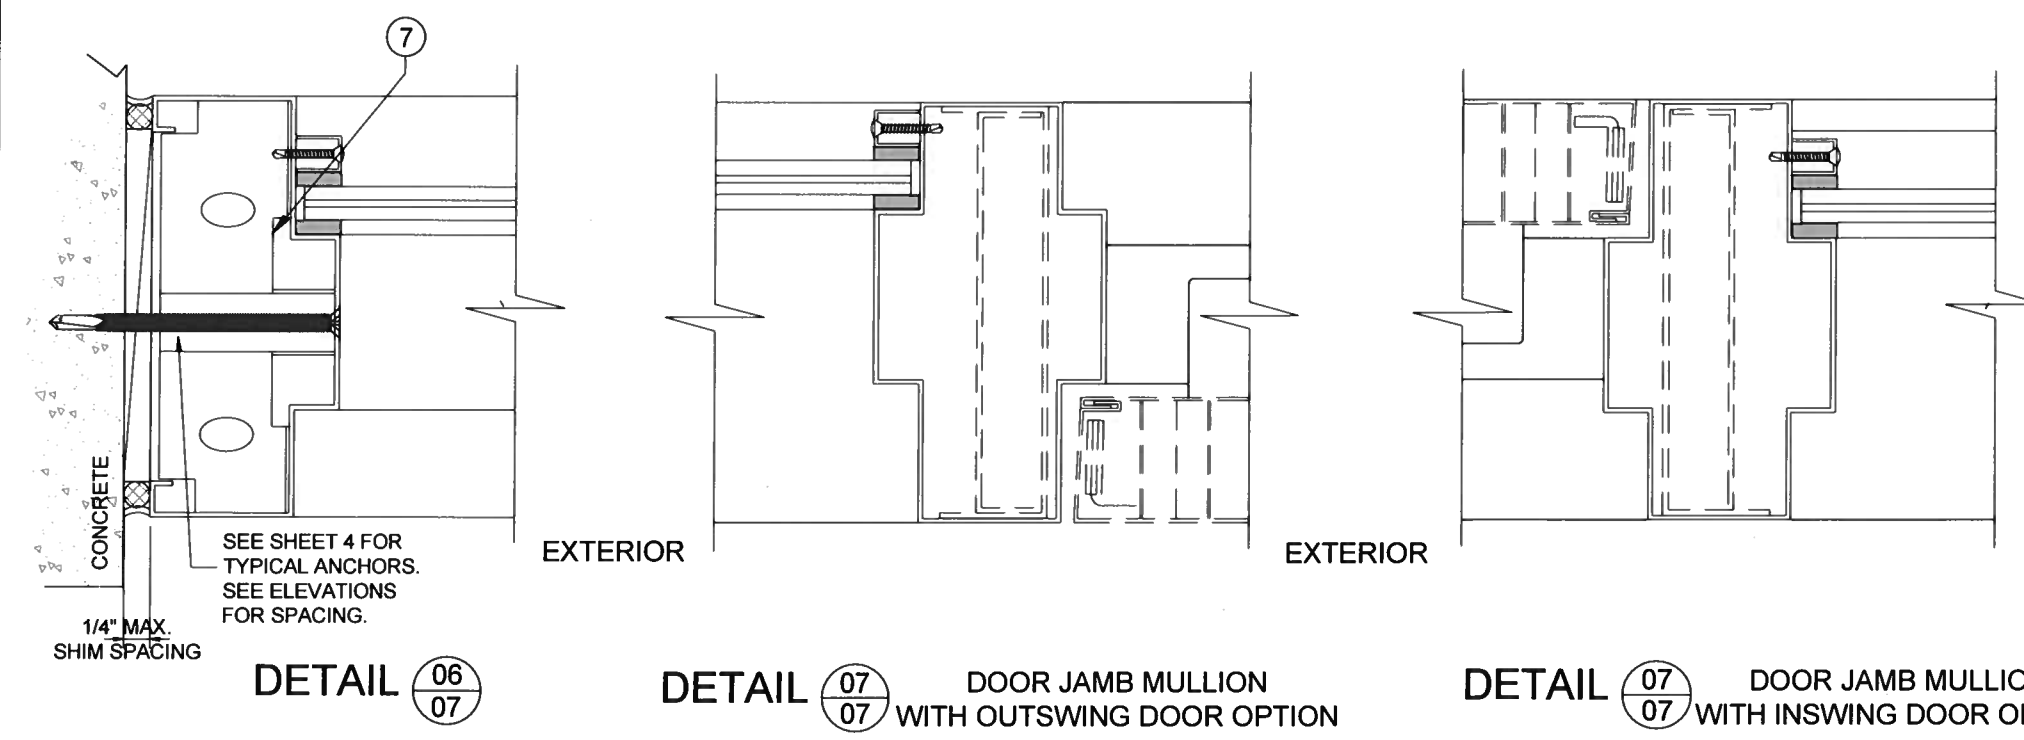 7
CONCRETE
SEE SHEET 4 FOR
TYPICAL ANCHORS.
SEE ELEVATIONS
FOR SPACING.
1/4" MAX.
SHIM SPACING
DETAIL 06
07
EXTERIOR
DETAIL 07
07
DOOR JAMB MULLION
WITH OUTSWING DOOR OPTION
EXTERIOR
DETAIL 07
07
DOOR JAMB
WITH INSWING DOOR